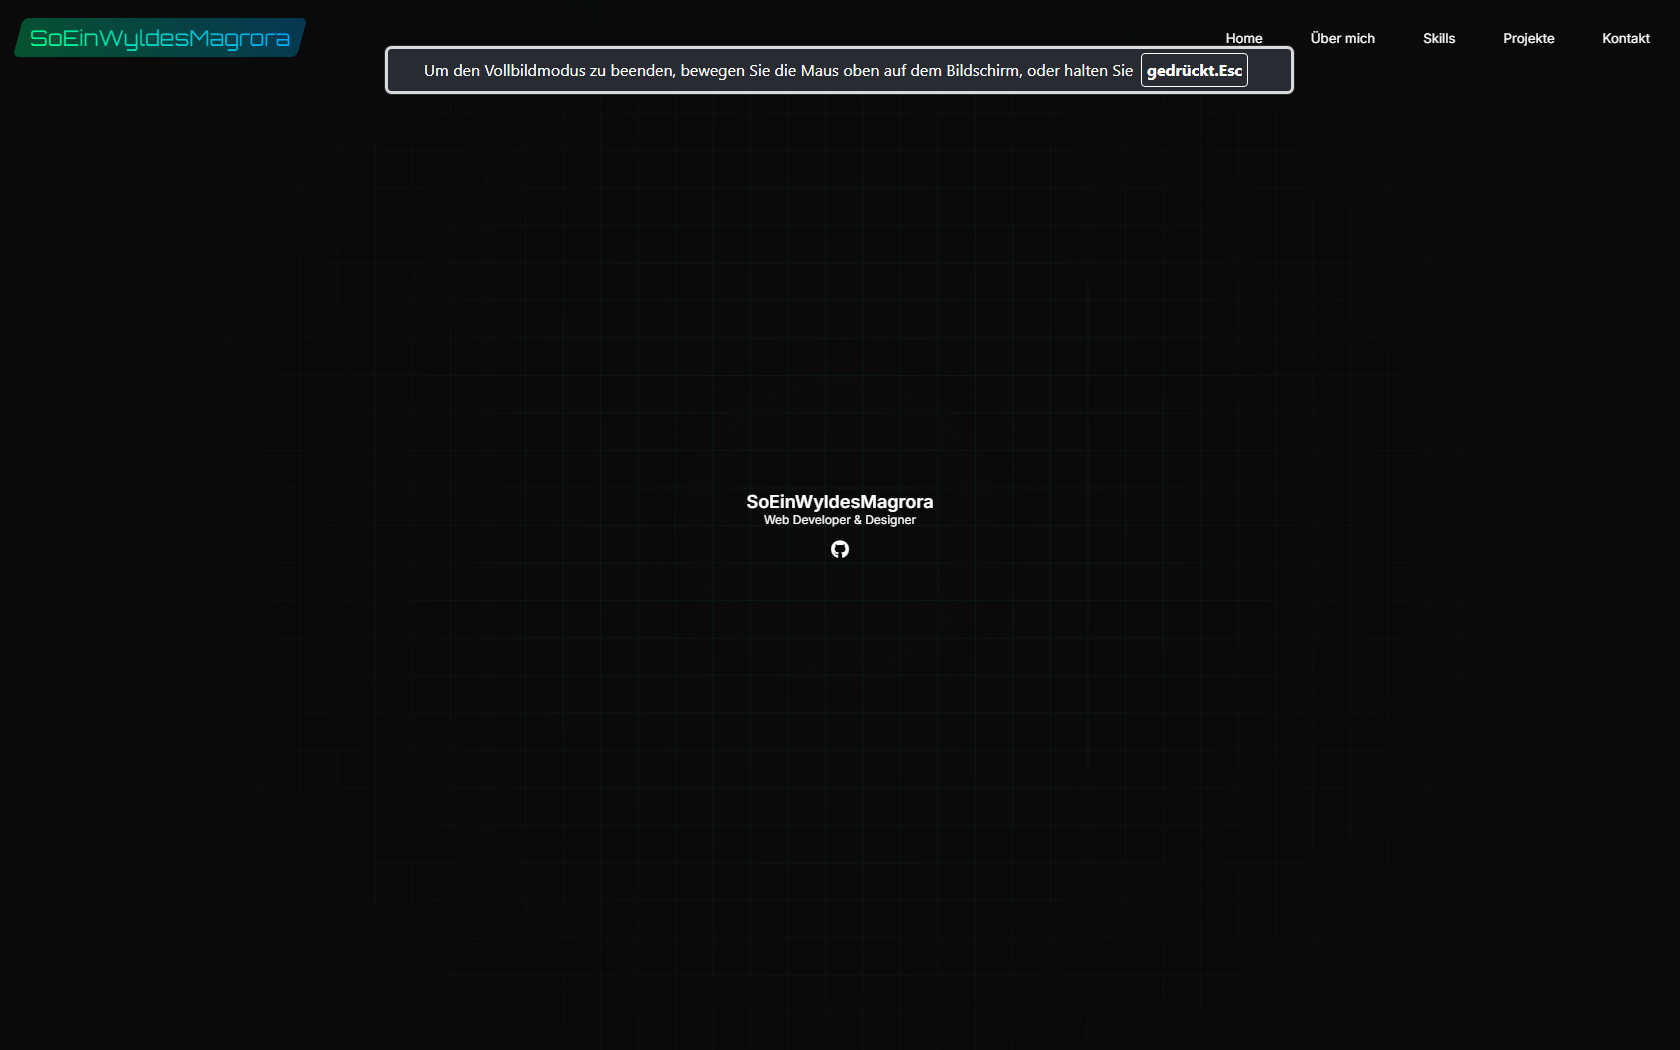 SoEinWyldesMagrora
Home Über mich Skills Projekte Kontakt
Um den Vollbildmodus zu beenden, bewegen Sie die Maus oben auf dem Bildschirm, oder halten Sie gedrückt.Esc
SoEinWyldesMagrora
Web Developer & Designer